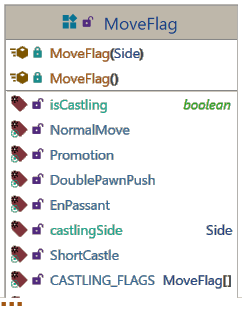 MoveFlag
MoveFlag(Side)
MoveFlag()
isCastling boolean
NormalMove
Promotion
DoublePawnPush
EnPassant
castlingSide Side
ShortCastle
CASTLING_FLAGS MoveFlag[]